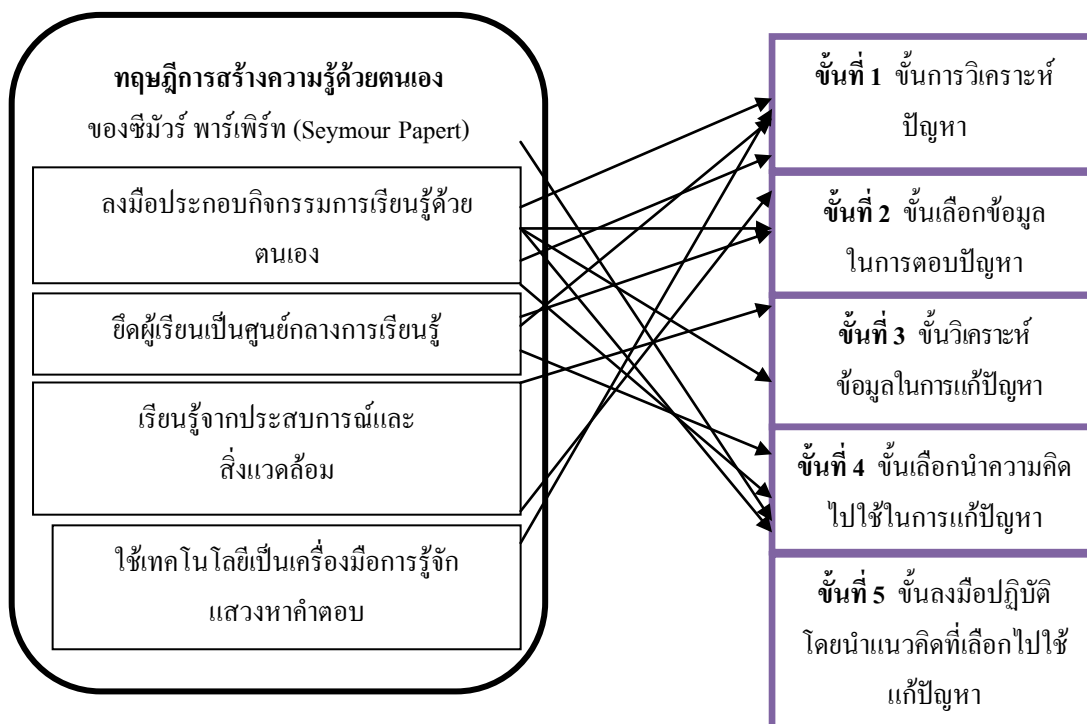 ทฤษฎีการสร้างความรู้ด้วยตนเอง
ของซีมัวร์ พาร์เพิร์ท (Seymour Papert)
ลงมือประกอบกิจกรรมการเรียนรู้ด้วย
ตนเอง
ยึดผู้เรียนเป็นศูนย์กลางการเรียนรู้
เรียนรู้จากประสบการณ์และ
สิ่งแวดล้อม
ใช้เทคโนโลยีเป็นเครื่องมือการรู้จัก
แสวงหาคำตอบ
ขั้นที่ 1 ขั้นการวิเคราะห์
ปัญหา
ขั้นที่ 2 ขั้นเลือกข้อมูล
ในการตอบปัญหา
ขั้นที่ 3 ขั้นวิเคราะห์
ข้อมูลในการแก้ปัญหา
ขั้นที่ 4 ขั้นเลือกนำความคิด
ไปใช้ในการแก้ปัญหา
ขั้นที่ 5 ขั้นลงมือปฏิบัติ
โดยนำแนวคิดที่เลือกไปใช้
แก้ปัญหา